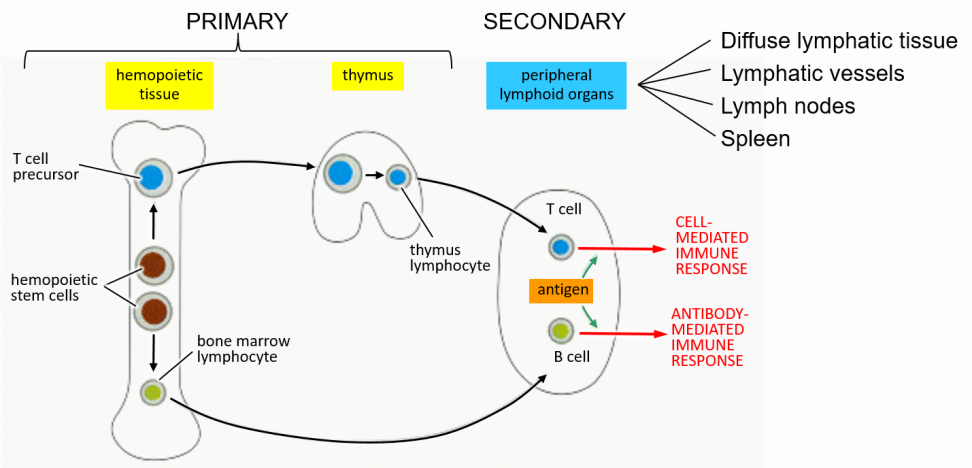 PRIMARY
SECONDARY
hemopoietic
tissue
thymus
peripheral
lymphoid organs
Diffuse lymphatic tissue
Lymphatic vessels
Lymph nodes
Spleen
T cell
precursor
thymus
lymphocyte
hemopoietic
stem cells
bone marrow
lymphocyte
T cell
antigen
B cell
CELL-
MEDIATED
IMMUNE
RESPONSE
ANTIBODY-
MEDIATED
IMMUNE
RESPONSE